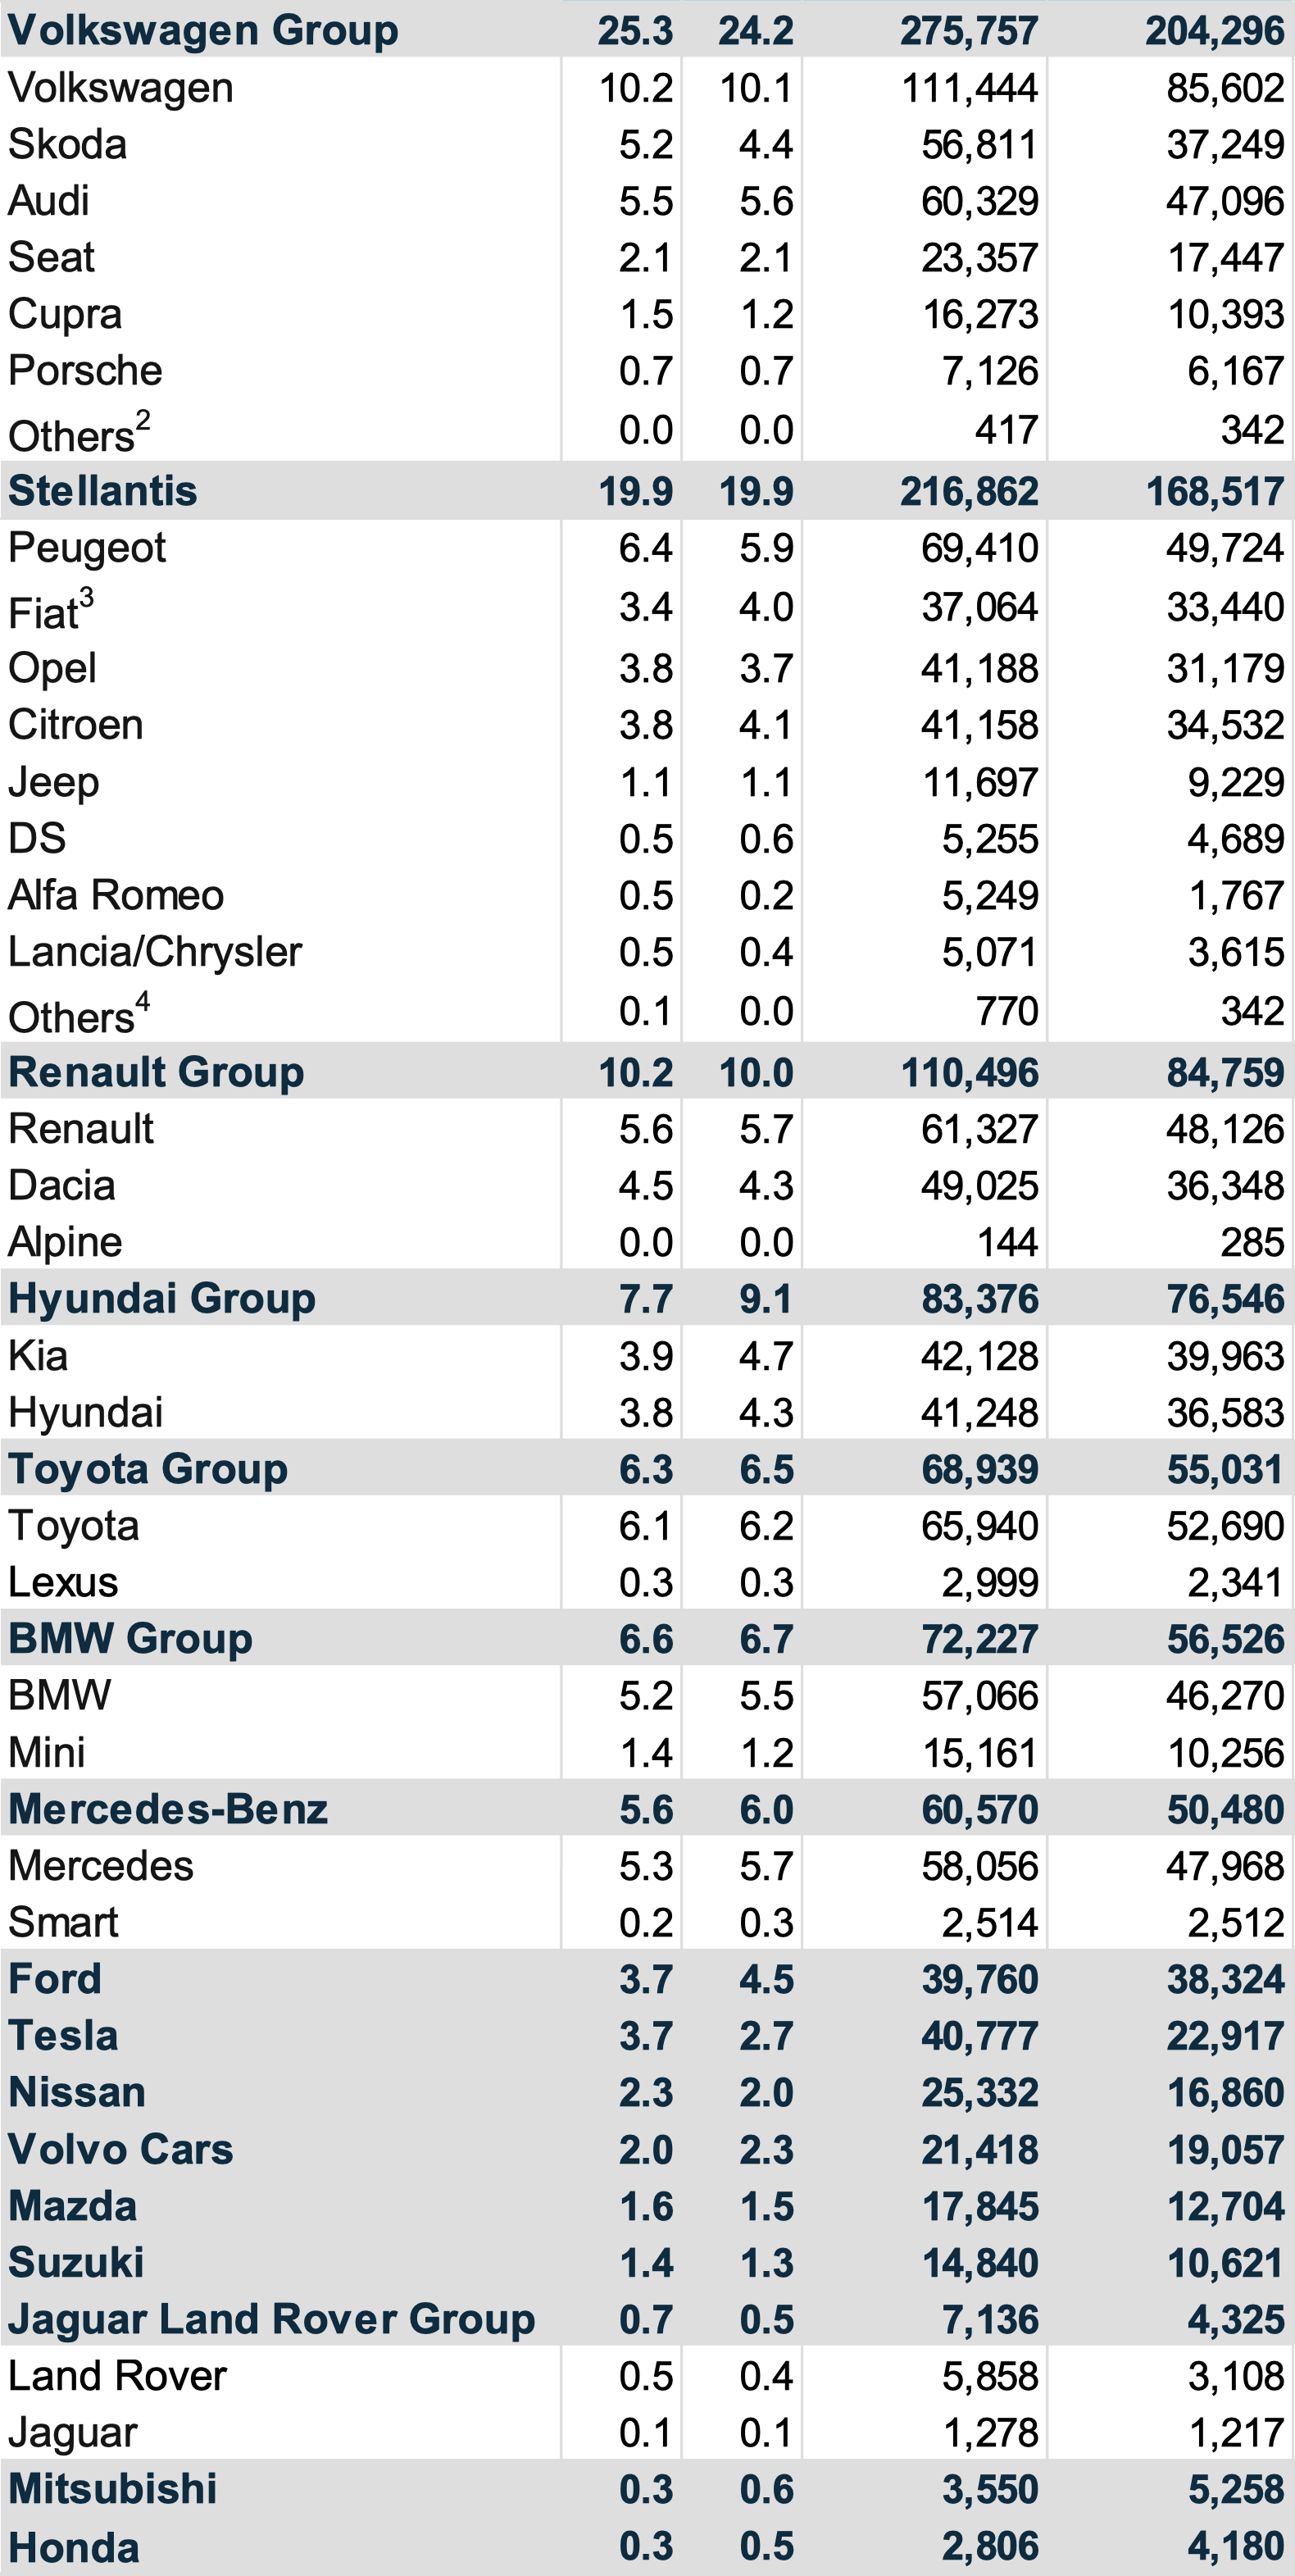 Volkswagen Group 25.3 24.2 275,757 204,296
Volkswagen 10.2 10.1 111,444 85,602
Skoda 5.2 4.4 56,811 37,249
Audi 5.5 5.6 60,329 47,096
Seat 2.1 2.1 23,357 17,447
Cupra 1.5 1.2 16,273 10,393
Porsche 0.7 0.7 7,126 6,167
Others² 0.0 0.0 417 342
Stellantis 19.9 19.9 216,862 168,517
Peugeot 6.4 5.9 69,410 49,724
Fiat³ 3.4 4.0 37,064 33,440
Opel 3.8 3.7 41,188 31,179
Citroen 3.8 4.1 41,158 34,532
Jeep 1.1 1.1 11,697 9,229
DS 0.5 0.6 5,255 4,689
Alfa Romeo 0.5 0.2 5,249 1,767
Lancia/Chrysler 0.5 0.4 5,071 3,615
Others⁴ 0.1 0.0 770 342
Renault Group 10.2 10.0 110,496 84,759
Renault 5.6 5.7 61,327 48,126
Dacia 4.5 4.3 49,025 36,348
Alpine 0.0 0.0 144 285
Hyundai Group 7.7 9.1 83,376 76,546
Kia 3.9 4.7 42,128 39,963
Hyundai 3.8 4.3 41,248 36,583
Toyota Group 6.3 6.5 68,939 55,031
Toyota 6.1 6.2 65,940 52,690
Lexus 0.3 0.3 2,999 2,341
BMW Group 6.6 6.7 72,227 56,526
BMW 5.2 5.5 57,066 46,270
Mini 1.4 1.2 15,161 10,256
Mercedes-Benz 5.6 6.0 60,570 50,480
Mercedes 5.3 5.7 58,056 47,968
Smart 0.2 0.3 2,514 2,512
Ford 3.7 4.5 39,760 38,324
Tesla 3.7 2.7 40,777 22,917
Nissan 2.3 2.0 25,332 16,860
Volvo Cars 2.0 2.3 21,418 19,057
Mazda 1.6 1.5 17,845 12,704
Suzuki 1.4 1.3 14,840 10,621
Jaguar Land Rover Group 0.7 0.5 7,136 4,325
Land Rover 0.5 0.4 5,858 3,108
Jaguar 0.1 0.1 1,278 1,217
Mitsubishi 0.3 0.6 3,550 5,258
Honda 0.3 0.5 2,806 4,180